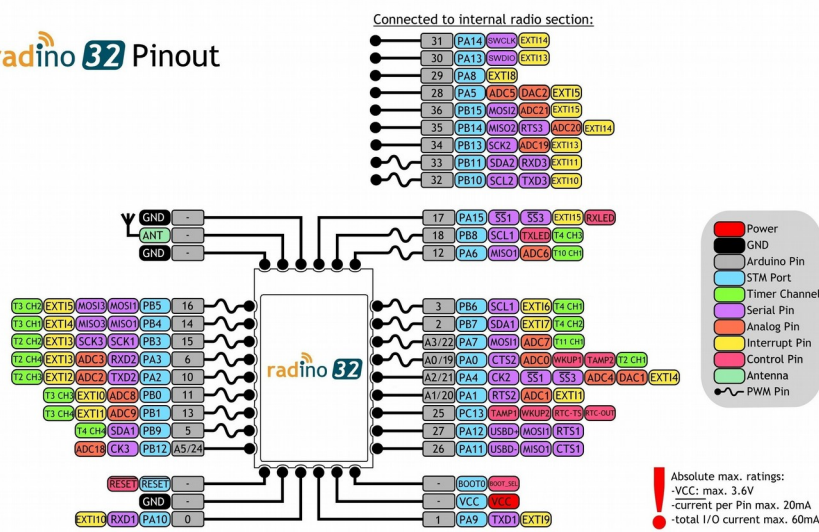 Connected to internal radio section:
radino 32 Pinout
31 PA14 SWCLK EXTI14
30 PA13 SWDIO EXTI13
29 PA8 EXTI8
28 PA5 ADC5 DAC2 EXTI5
36 PB15 MOSI2 ADC21 EXTI15
35 PB14 MISO2 RTS3 ADC20 EXTI14
34 PB13 SCK2 ADC19 EXTI13
33 PB11 SDA2 RXD3 EXTI11
32 PB10 SCL2 TXD3 EXTI10
GND -
ANT -
GND -
17 PA15 SS1 SS3 EXTI15 RXLED
18 PB8 SCL1 TXLED T4 CH3
12 PA6 MISO1 ADC6 T10 CH1
T3 CH2 EXTI5 MOSI3 MOSI1 PB5 16
T3 CH1 EXTI4 MISO3 MISO1 PB4 14
T2 CH2 EXTI3 SCK3 SCK1 PB3 15
T2 CH4 EXTI3 ADC3 RXD2 PA3 6
T2 CH3 EXTI2 ADC2 TXD2 PA2 10
T3 CH3 EXTI0 ADC8 PB0 11
T3 CH4 EXTI1 ADC9 PB1 13
T4 CH4 SDA1 PB9 5
ADC18 CK3 PB12 A5/24
radino 32
3 PB6 SCL1 EXTI6 T4 CH1
2 PB7 SDA1 EXTI7 T4 CH2
A3/22 PA7 MOSI1 ADC7 T11 CH1
A0/19 PA0 CTS2 ADC0 WKUP1 TAMP2 T2 CH1
A2/21 PA4 CK2 SS1 SS3 ADC4 DAC1 EXTI4
A1/20 PA1 RTS2 ADC1 EXTI1
25 PC13 TAMP1 WKUP2 RTC-TS RTC-OUT
27 PA12 USBD+ MOSI1 RTS1
26 PA11 USBD- MISO1 CTS1
RESET RESET -
GND -
EXTI10 RXD1 PA10 0
- BOOT0 BOOT_SEL
- VCC VCC
1 PA9 TXD1 EXTI9
Power
GND
Arduino Pin
STM Port
Timer Channel
Serial Pin
Analog Pin
Interrupt Pin
Control Pin
Antenna
PWM Pin
Absolute max. ratings:
-VCC: max. 3.6V
-current per Pin max. 20mA
-total I/O current max. 60mA